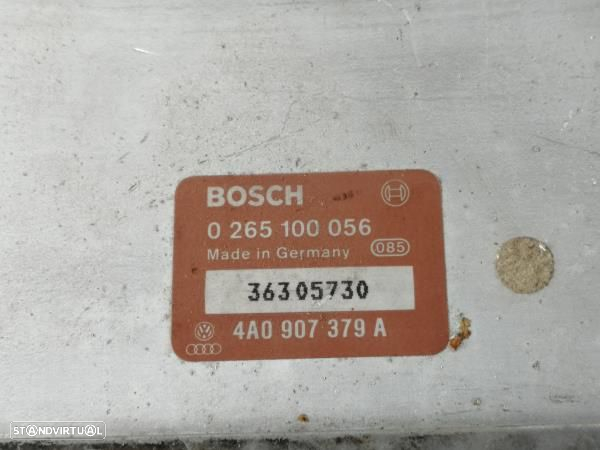 BOSCH
0 265 100 056
Made in Germany 085
36305730
4A0 907 379 A
STANDVIRTUAL